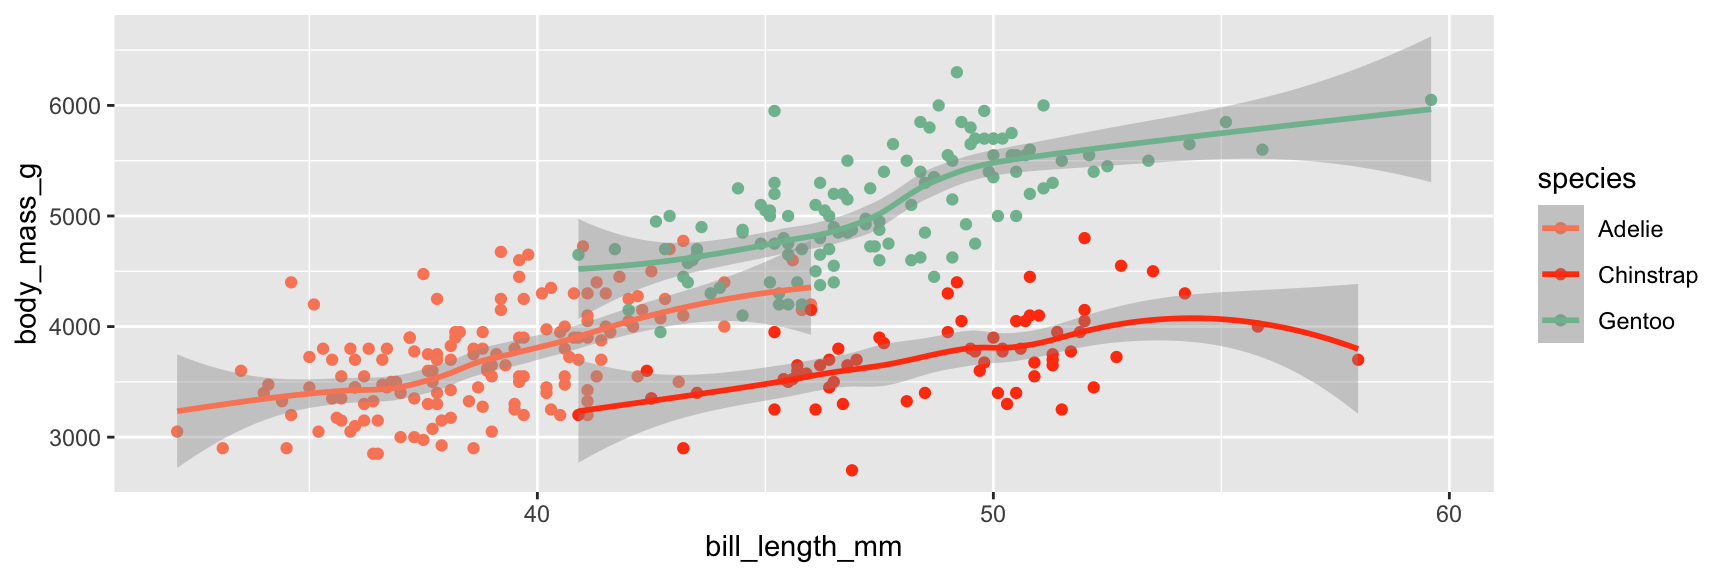 body_mass_g
6000
5000
4000
3000
40
50
60
bill_length_mm
species
Adelie
Chinstrap
Gentoo